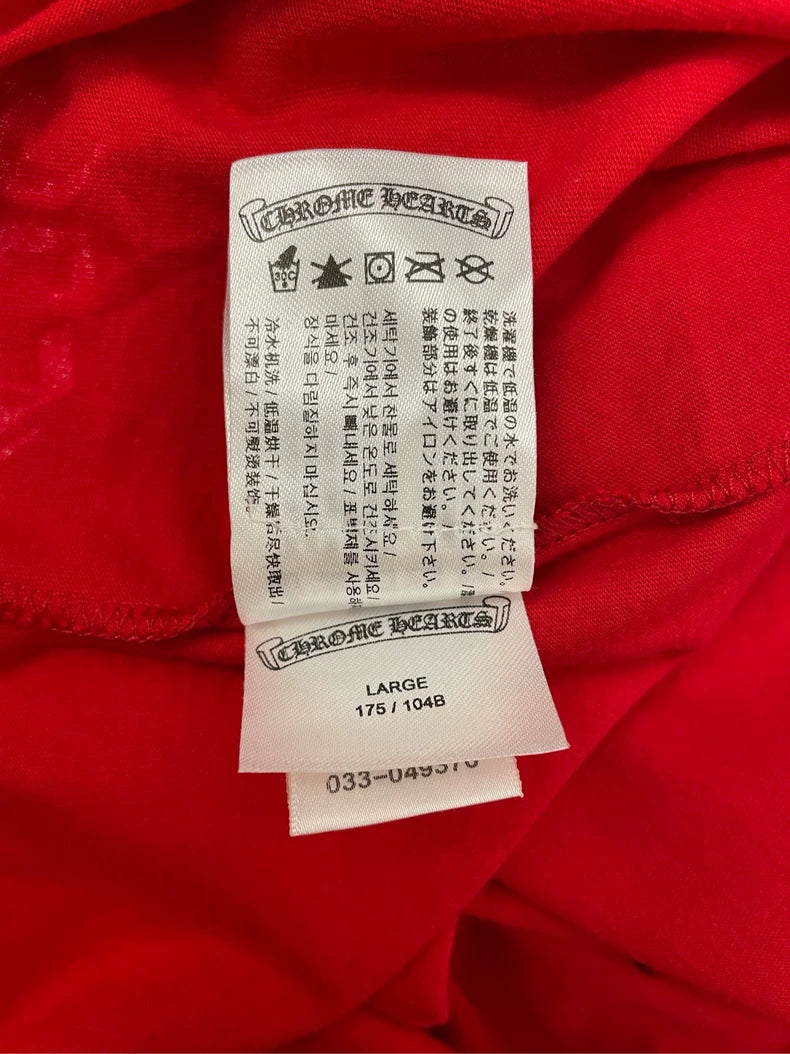 CHROME HEARTS
30C
洗濯機で低温の水でお洗いください。
乾燥機は低温でご使用ください。/
終了後すぐに取り出してください。/
の使用はお避けください。/
装飾部分はアイロンをお避け下さい。
세탁기에서 찬물로 세탁하세요 /
건조기에서 낮은 온도로 건조시키세요 /
건조 후 즉시 빼내세요 / 표백제를
마세요 /
장식을 다림질하지 마십시오.
冷水机洗 / 低温烘干 / 干燥后尽快取出 /
不可漂白 / 不可熨烫装饰。
CHROME HEARTS
LARGE
175 / 104B